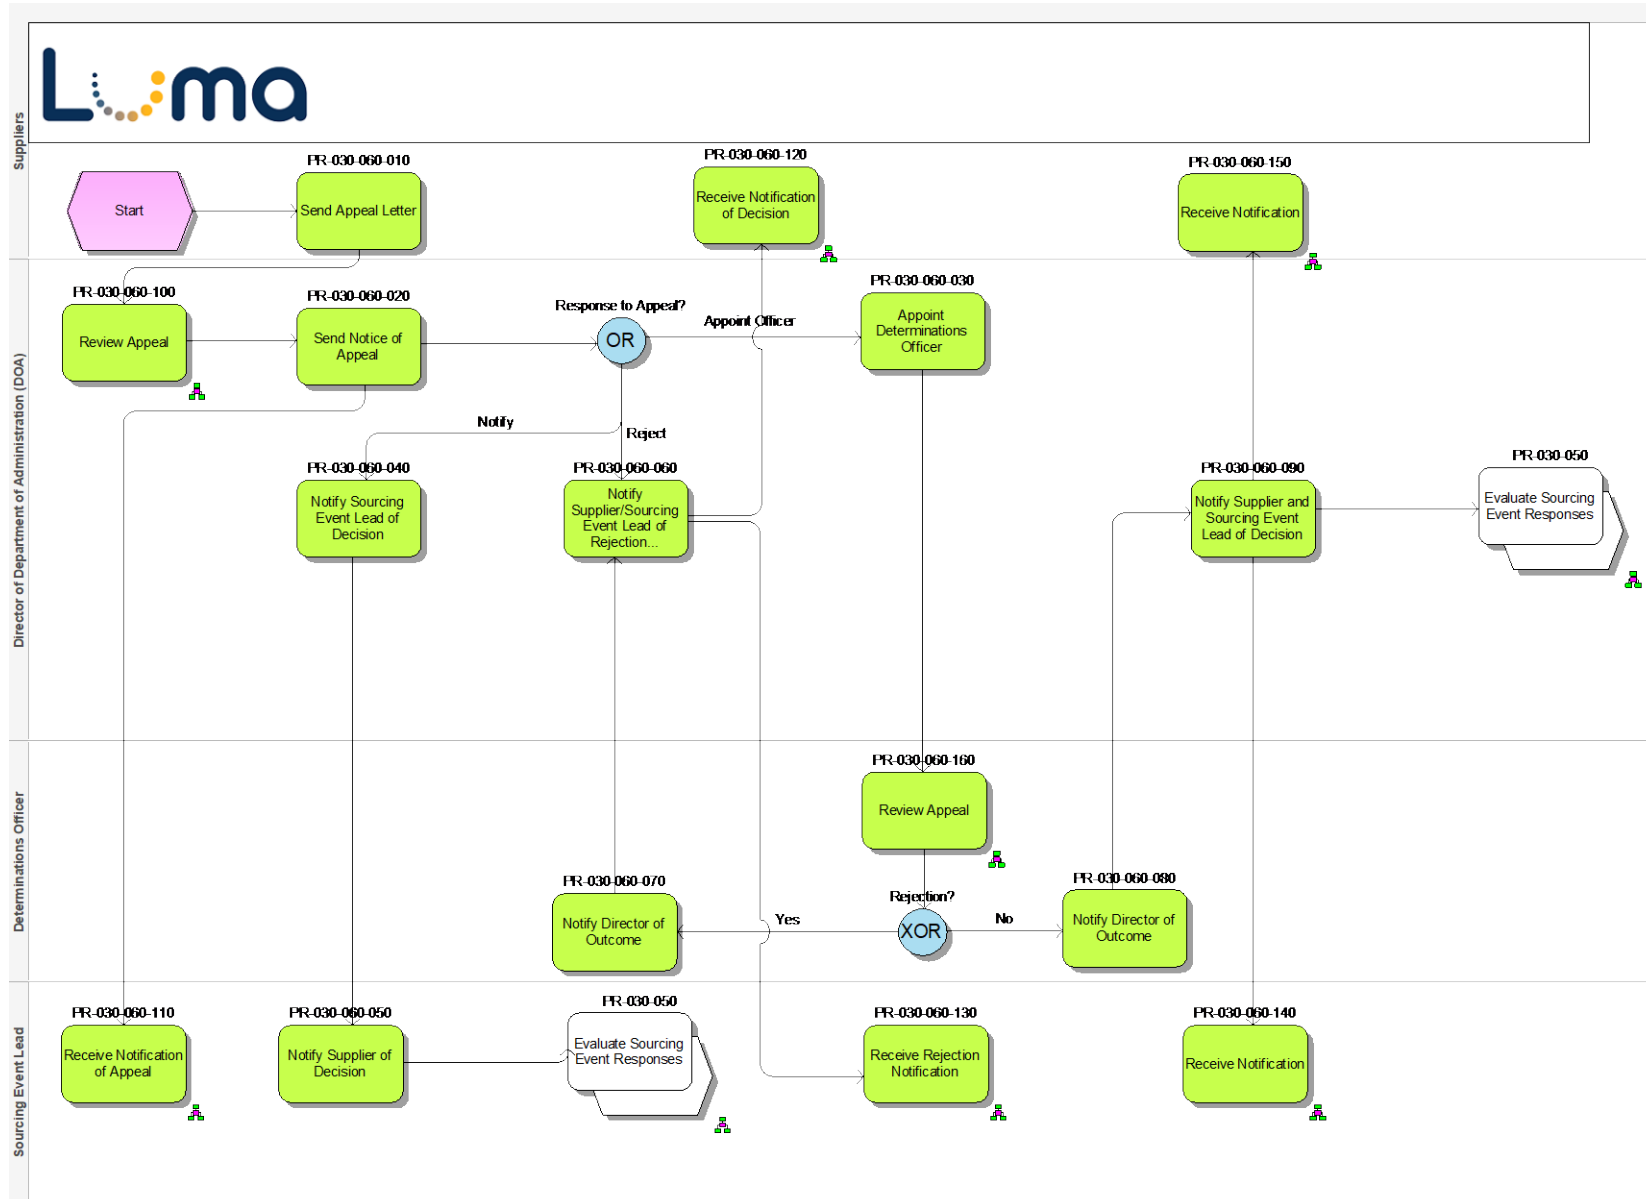 Luma
Suppliers
PR-030-060-010
PR-030-060-120
PR-030-060-150
Start
Send Appeal Letter
Receive Notification
of Decision
Receive Notification
Director of Department of Administration (DOA)
PR-030-060-100
PR-030-060-020
Response to Appeal?
PR-030-060-030
Review Appeal
Send Notice of
Appeal
OR
Appoint Officer
Appoint
Determinations
Officer
Notify
Reject
PR-030-060-040
PR-030-060-060
PR-030-060-090
PR-030-050
Notify Sourcing
Event Lead of
Decision
Notify
Supplier/Sourcing
Event Lead of
Rejection...
Notify Supplier and
Sourcing Event
Lead of Decision
Evaluate Sourcing
Event Responses
Determinations Officer
PR-030-060-160
Review Appeal
PR-030-060-070
Rejection?
PR-030-060-080
Notify Director of
Outcome
Yes
XOR
No
Notify Director of
Outcome
Sourcing Event Lead
PR-030-060-110
PR-030-060-050
PR-030-050
PR-030-060-130
PR-030-060-140
Receive Notification
of Appeal
Notify Supplier of
Decision
Evaluate Sourcing
Event Responses
Receive Rejection
Notification
Receive Notification